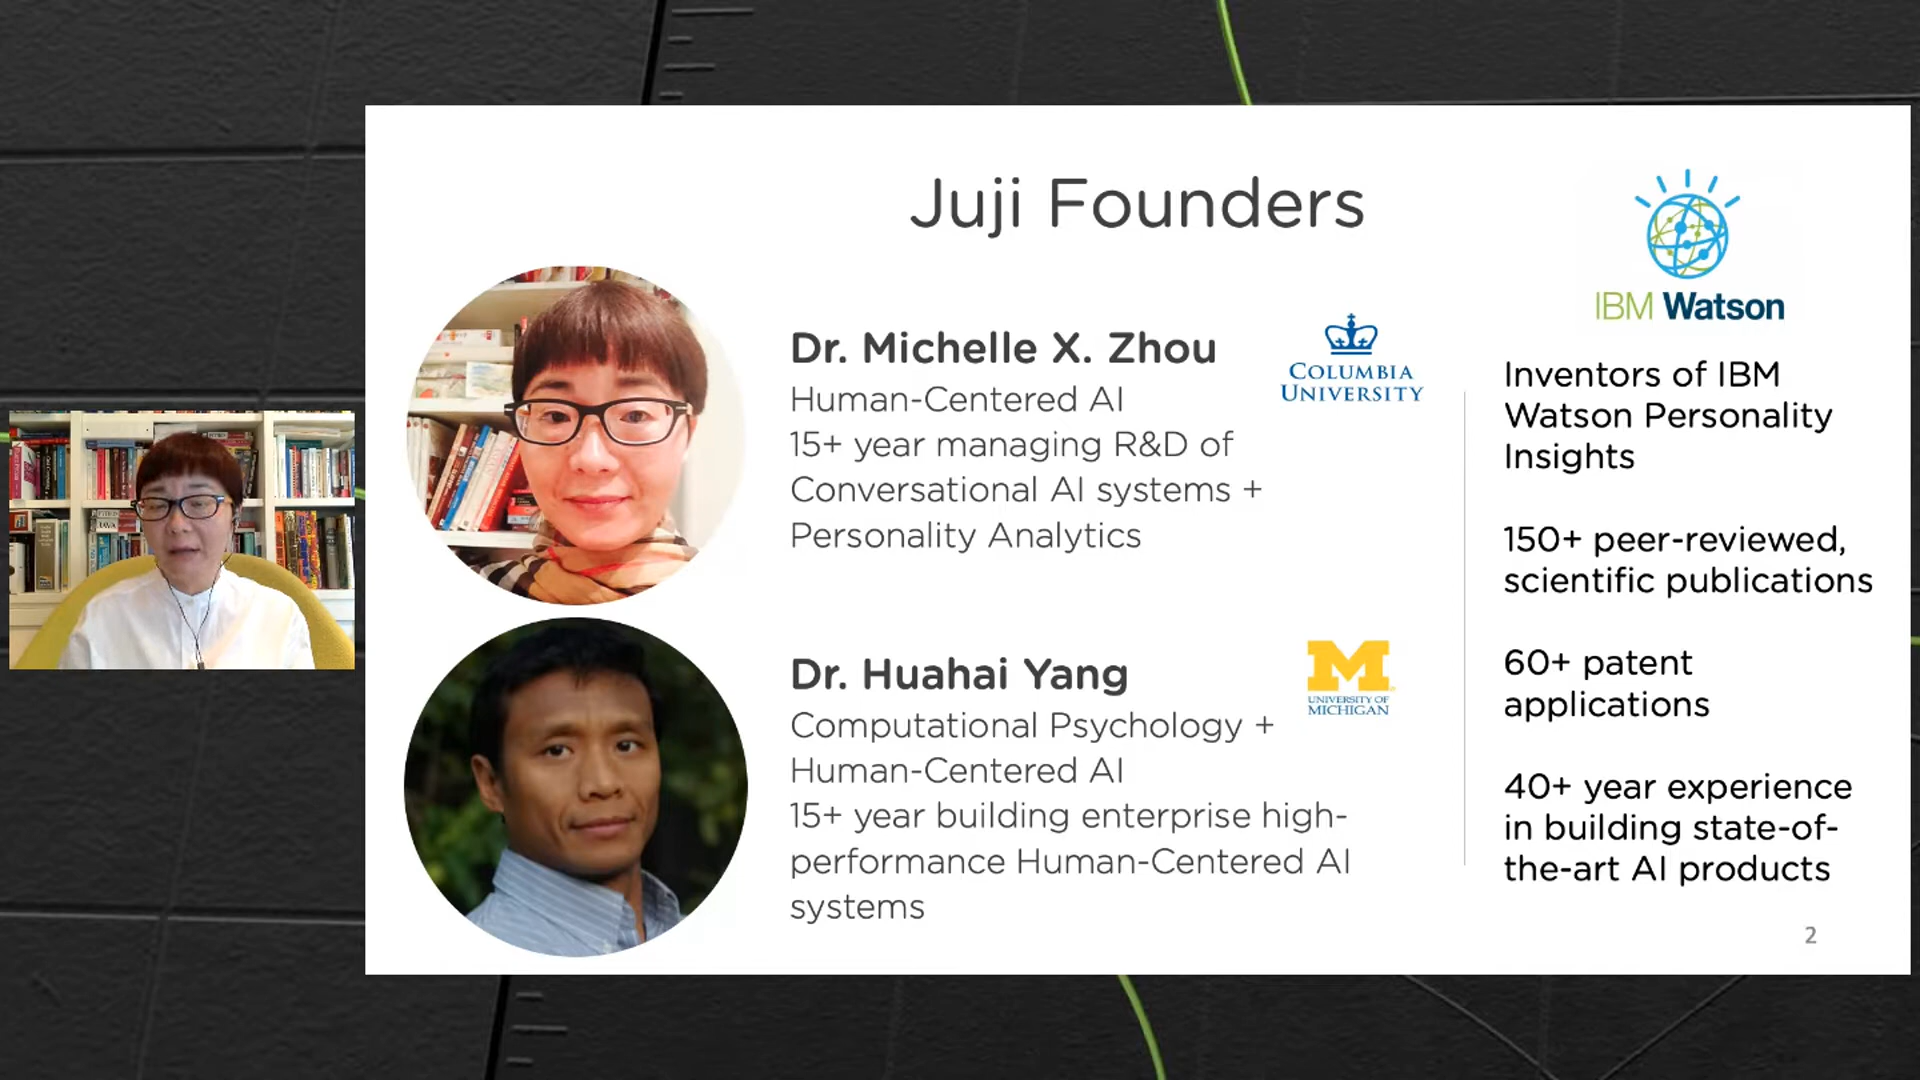 Juji Founders
Dr. Michelle X. Zhou
Human-Centered AI
15+ year managing R&D of
Conversational AI systems +
Personality Analytics
COLUMBIA
UNIVERSITY
Dr. Huahai Yang
Computational Psychology +
Human-Centered AI
15+ year building enterprise high-
performance Human-Centered AI
systems
M
UNIVERSITY OF
MICHIGAN
IBM Watson
Inventors of IBM
Watson Personality
Insights
150+ peer-reviewed,
scientific publications
60+ patent
applications
40+ year experience
in building state-of-
the-art AI products
2
JAVA